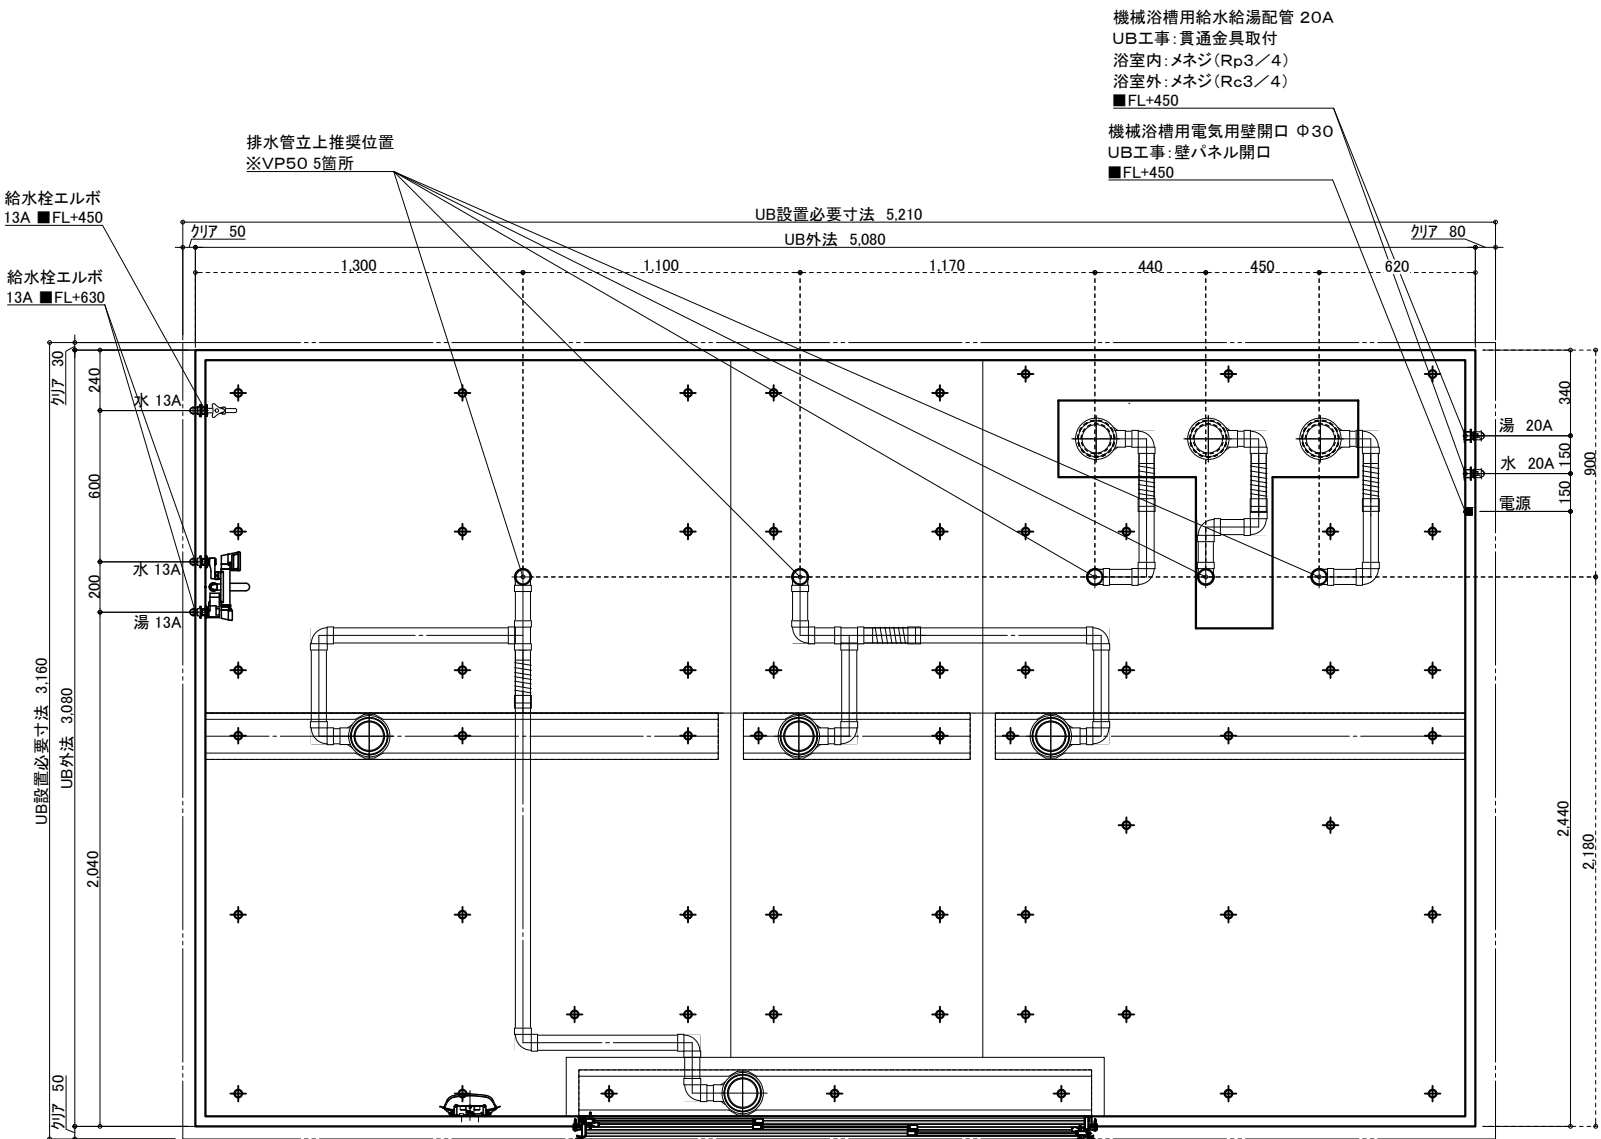 機械浴槽用給水給湯配管 20A
UB工事:貫通金具取付
浴室内:メネジ(Rp3/4)
浴室外:メネジ(Rc3/4)
■FL+450
機械浴槽用電気用壁開口 Φ30
UB工事:壁パネル開口
■FL+450
排水管立上推奨位置
※VP50 5箇所
給水栓エルボ
13A ■FL+450
給水栓エルボ
13A ■FL+630
UB設置必要寸法 5,210
クリア 50
UB外法 5,080
クリア 80
1,300
1,100
1,170
440
450
620
クリア 30
240
水 13A
600
水 13A
200
湯 13A
UB設置必要寸法 3,160
UB外法 3,080
2,040
クリア 50
340
湯 20A
150
水 20A
150
電源
900
2,440
2,180